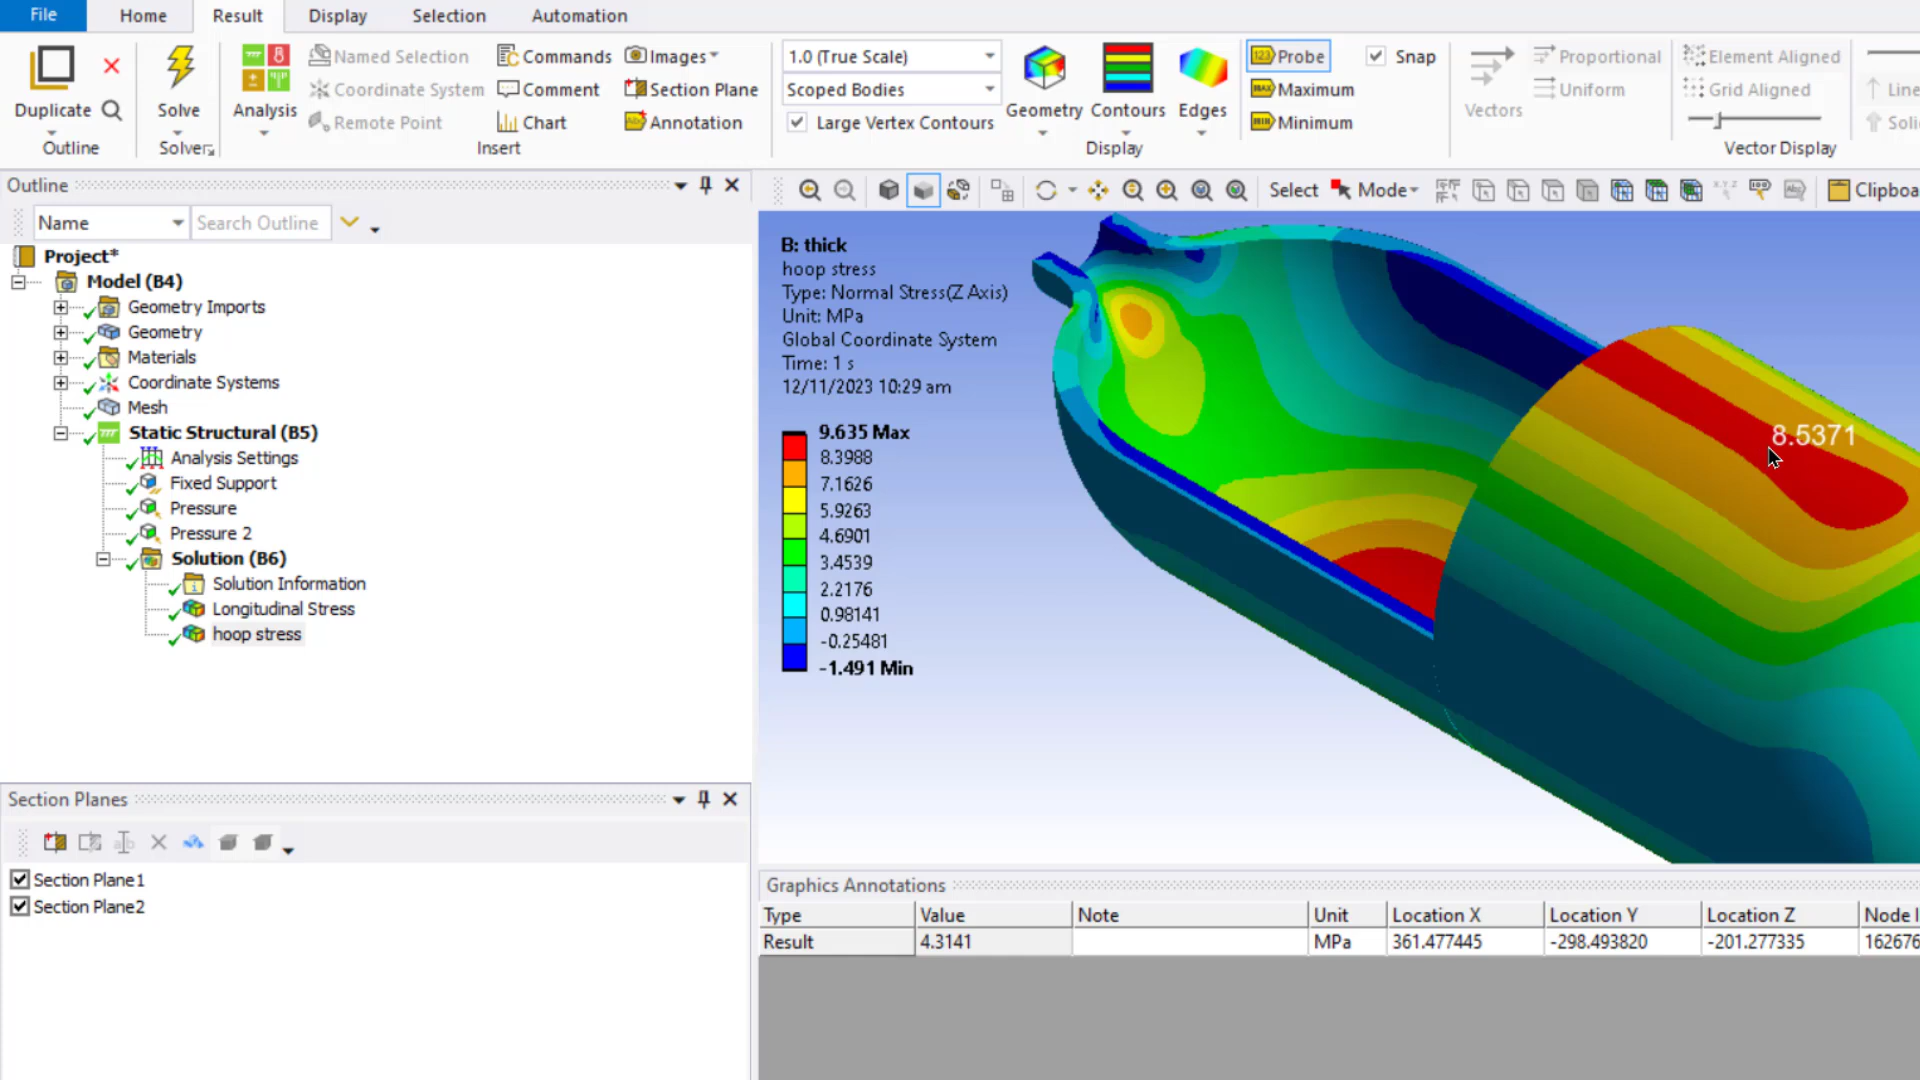 File Home Result Display Selection Automation
Duplicate
Outline
Solve
Solver
Analysis
Named Selection
Coordinate System
Remote Point
Commands
Comment
Chart
Images
Section Plane
Annotation
Insert
1.0 (True Scale)
Scoped Bodies
Large Vertex Contours
Geometry Contours Edges
Display
Probe
Maximum
Minimum
Snap
Vectors
Proportional
Uniform
Element Aligned
Grid Aligned
Line
Soli
Vector Display
Outline
Name Search Outline
Project*
Model (B4)
Geometry Imports
Geometry
Materials
Coordinate Systems
Mesh
Static Structural (B5)
Analysis Settings
Fixed Support
Pressure
Pressure 2
Solution (B6)
Solution Information
Longitudinal Stress
hoop stress
Section Planes
Section Plane1
Section Plane2
Select Mode Clipboa
B: thick
hoop stress
Type: Normal Stress(Z Axis)
Unit: MPa
Global Coordinate System
Time: 1 s
12/11/2023 10:29 am
9.635 Max
8.3988
7.1626
5.9263
4.6901
3.4539
2.2176
0.98141
-0.25481
-1.491 Min
8.5371
Graphics Annotations
Type Value Note Unit Location X Location Y Location Z Node I
Result 4.3141 MPa 361.477445 -298.493820 -201.277335 162676